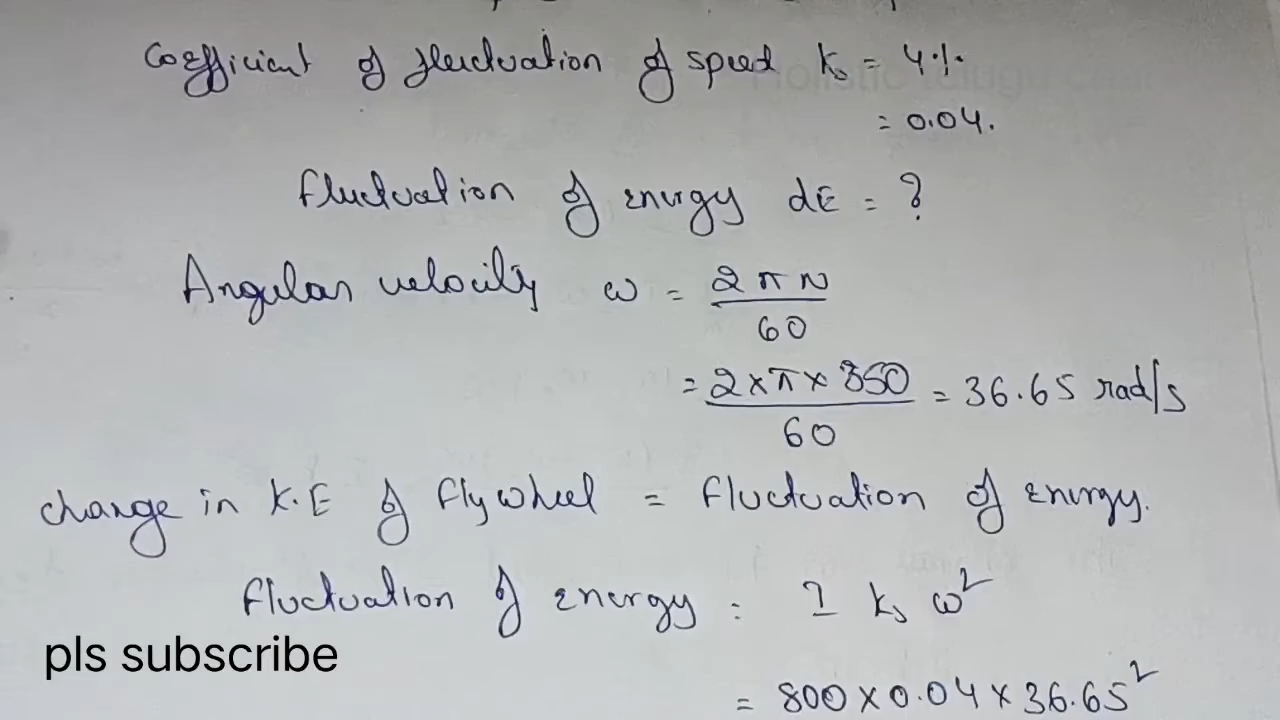 Coefficient of fluctuation of speed Ks = 4%
= 0.04.
Fluctuation of energy dE = ?
Angular velocity ω = 2πN
60
= 2×π×350 = 36.65 rad/s
60
change in K.E of flywheel = Fluctuation of energy.
Fluctuation of energy = I Ks ω²
pls subscribe
= 800 × 0.04 × 36.65²